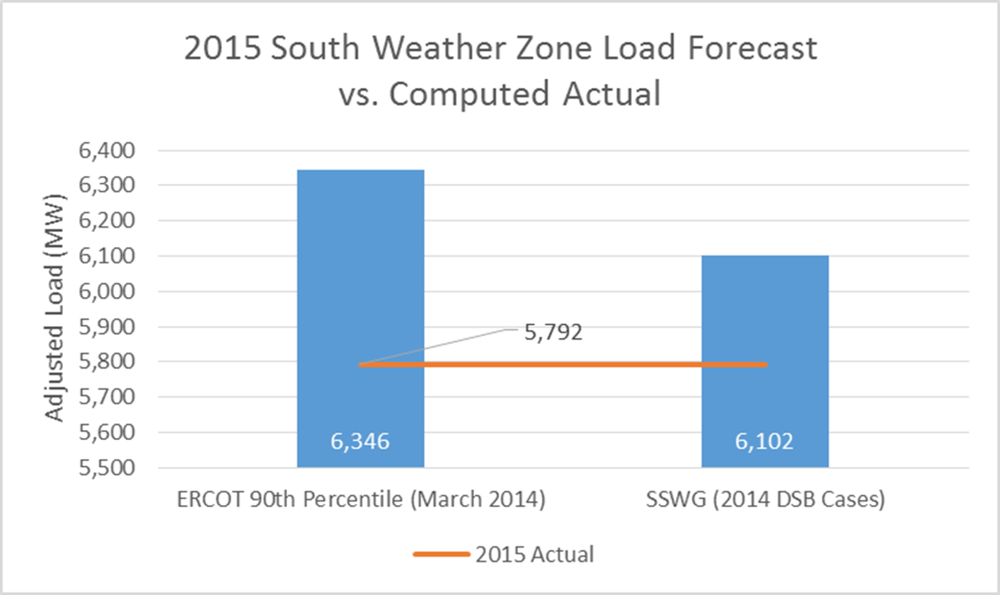 2015 South Weather Zone Load Forecast
vs. Computed Actual
Adjusted Load (MW)
6,400
6,300
6,200
6,100
6,000
5,900
5,800
5,700
5,600
5,500
5,792
6,346
6,102
ERCOT 90th Percentile (March 2014)
SSWG (2014 DSB Cases)
2015 Actual